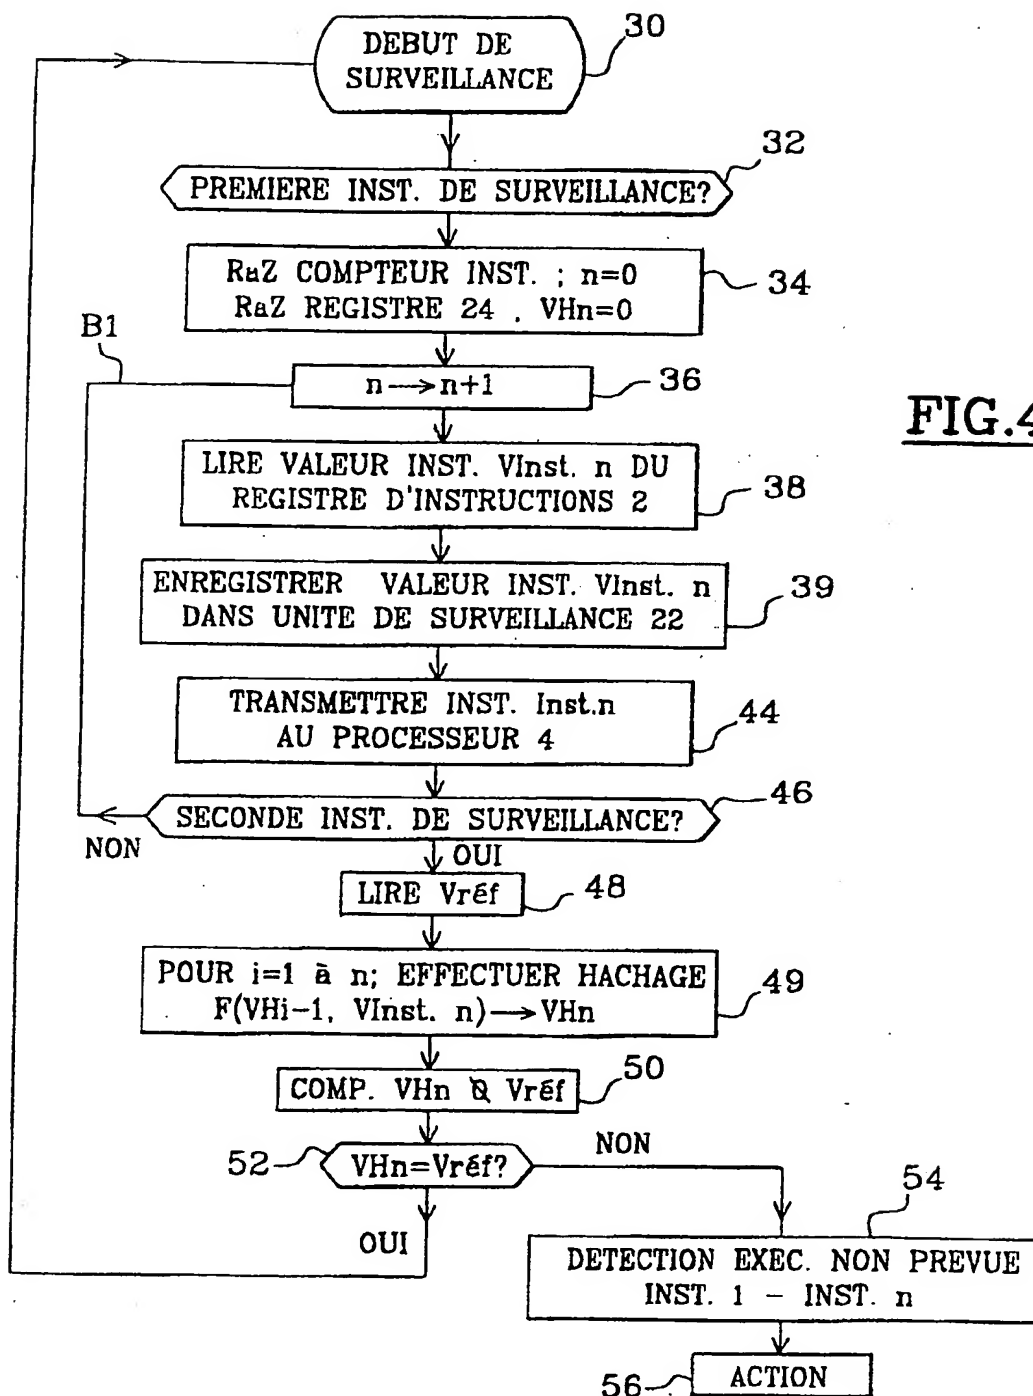 DEBUT DE
SURVEILLANCE
30
PREMIERE INST. DE SURVEILLANCE?
32
RaZ COMPTEUR INST. ; n=0
RaZ REGISTRE 24 , VHn=0
34
B1
n→n+1
36
FIG.4
LIRE VALEUR INST. VInst. n DU
REGISTRE D'INSTRUCTIONS 2
38
ENREGISTRER VALEUR INST. VInst. n
DANS UNITE DE SURVEILLANCE 22
39
TRANSMETTRE INST. Inst.n
AU PROCESSEUR 4
44
SECONDE INST. DE SURVEILLANCE?
46
NON
OUI
LIRE Vréf
48
POUR i=1 à n; EFFECTUER HACHAGE
F(VHi-1, VInst. n)→VHn
49
COMP. VHn & Vréf
50
52
VHn=Vréf?
NON
OUI
54
DETECTION EXEC. NON PREVUE
INST. 1 - INST. n
56
ACTION